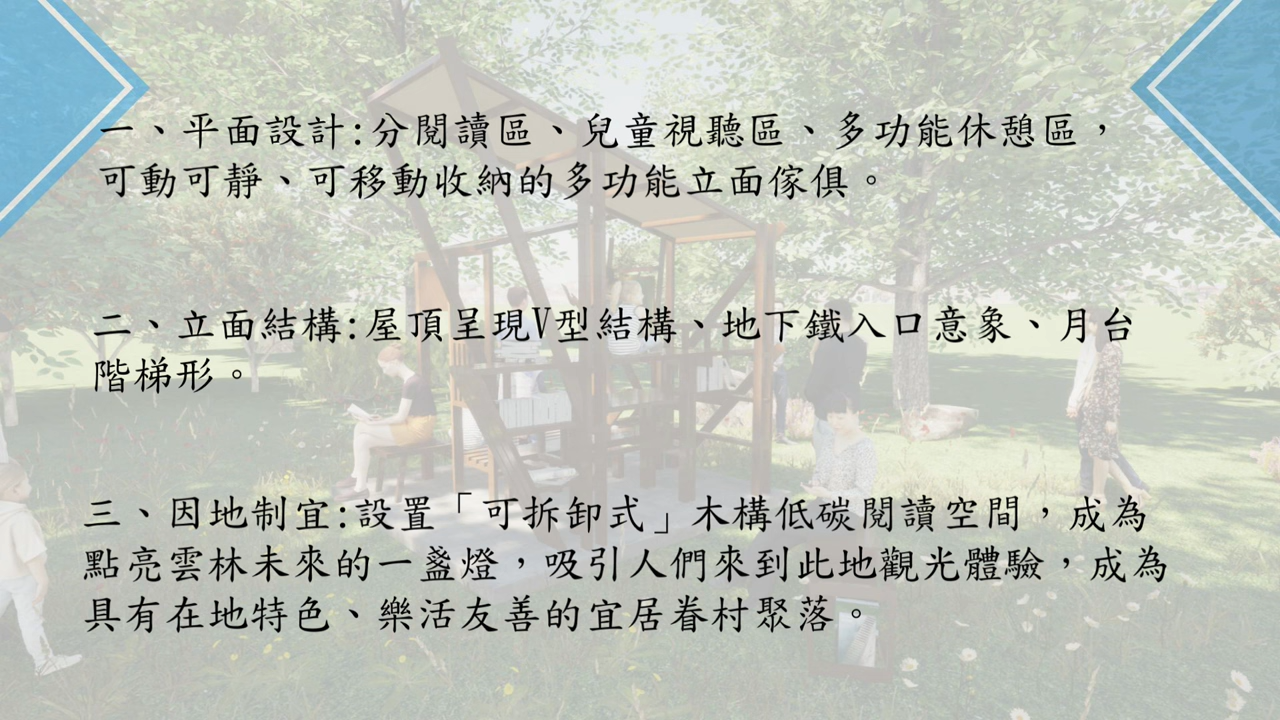 一、平面設計:分閱讀區、兒童視聽區、多功能休憩區，
可動可靜、可移動收納的多功能立面傢俱。
二、立面結構:屋頂呈現V型結構、地下鐵入口意象、月台
階梯形。
三、因地制宜:設置「可拆卸式」木構低碳閱讀空間，成為
點亮雲林未來的一盞燈，吸引人們來到此地觀光體驗，成為
具有在地特色、樂活友善的宜居眷村聚落。